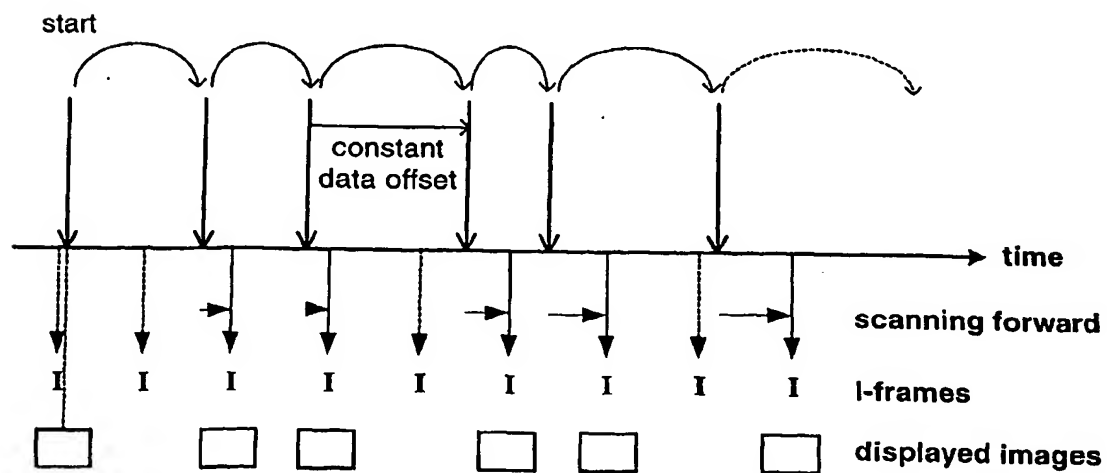 start
constant
data offset
time
scanning forward
I I I I I I I I I I-frames
displayed images